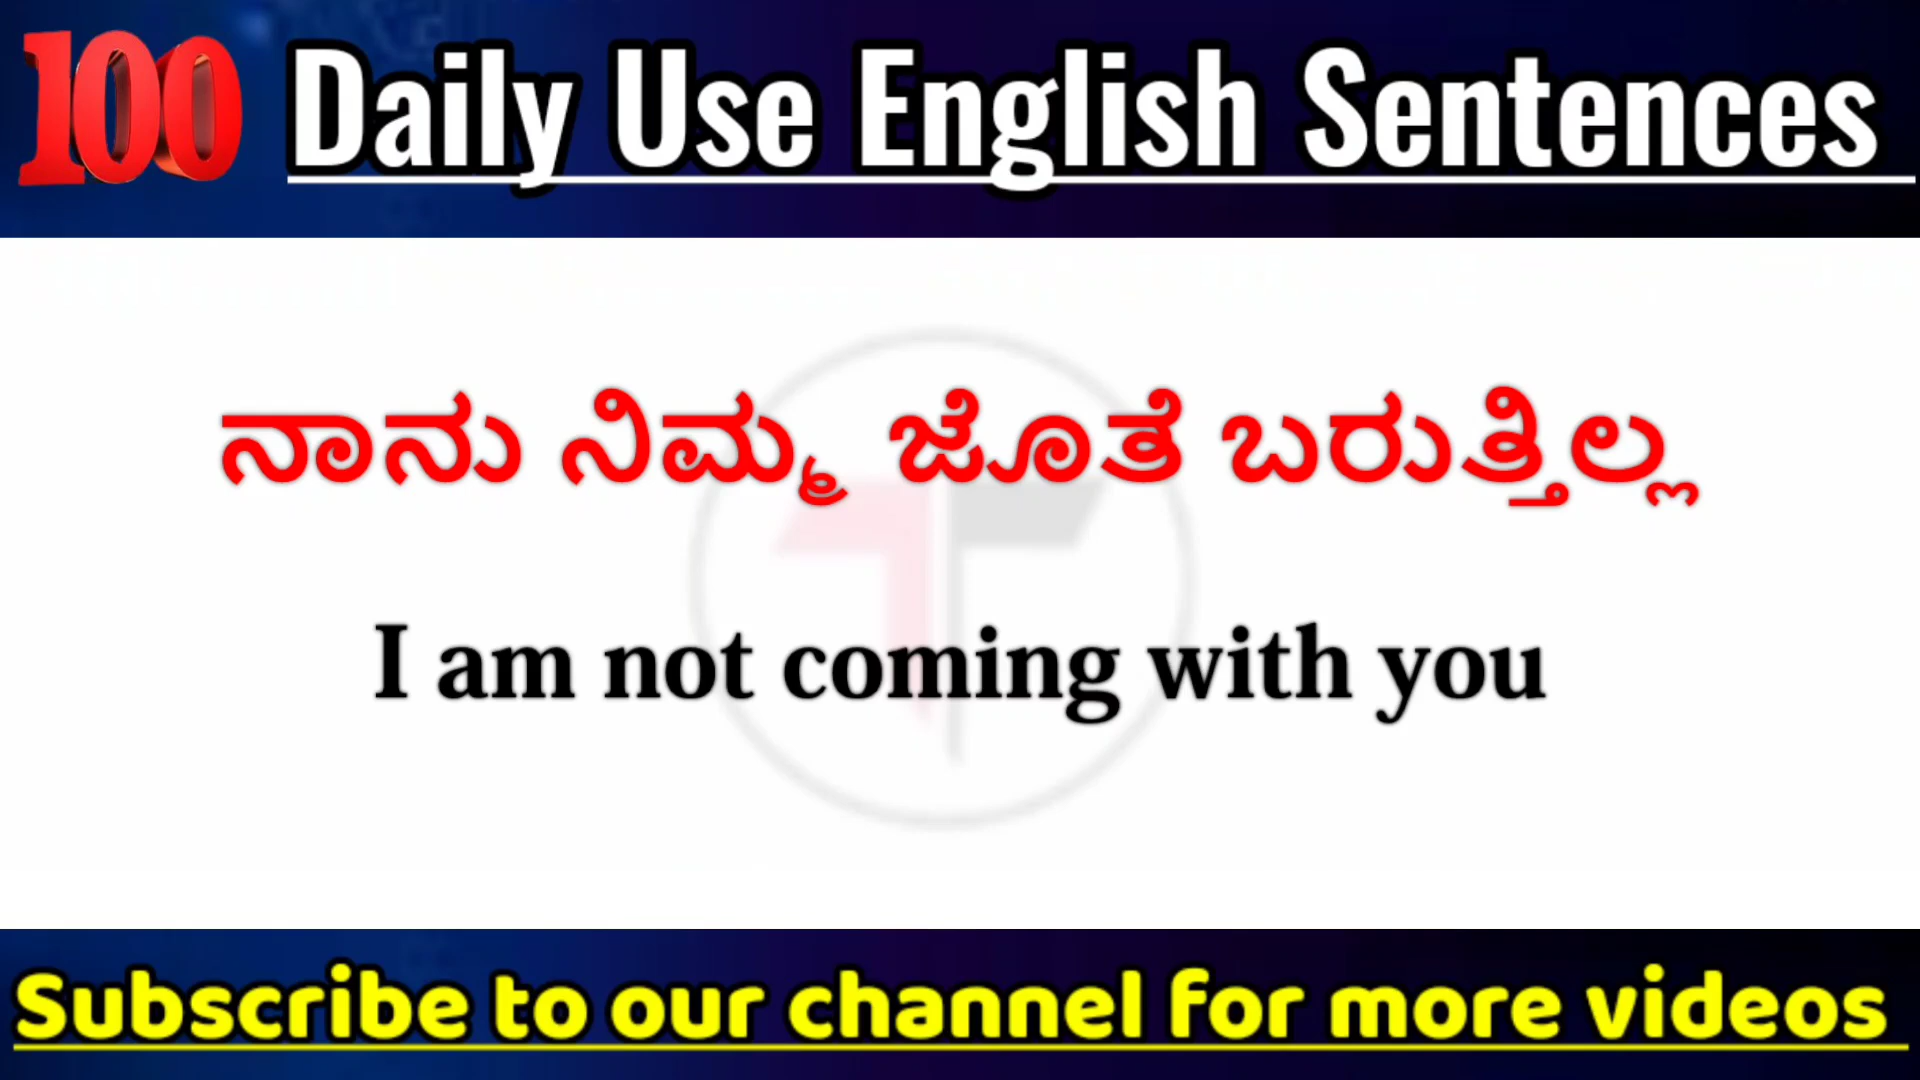 100 Daily Use English Sentences
ನಾನು ನಿಮ್ಮ ಜೊತೆ ಬರುತ್ತಿಲ್ಲ
I am not coming with you
Subscribe to our channel for more videos